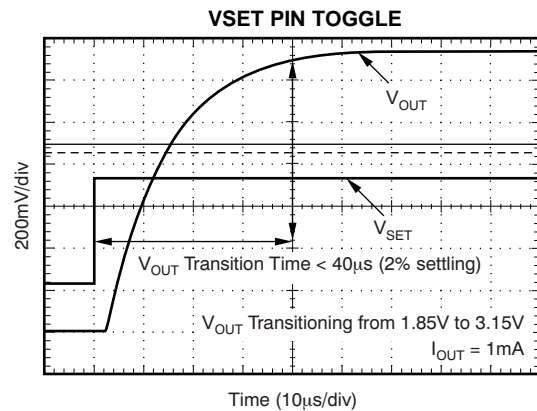 VSET PIN TOGGLE
200mV/div
VOUT
VSET
VOUT Transition Time < 40μs (2% settling)
VOUT Transitioning from 1.85V to 3.15V
IOUT = 1mA
Time (10μs/div)